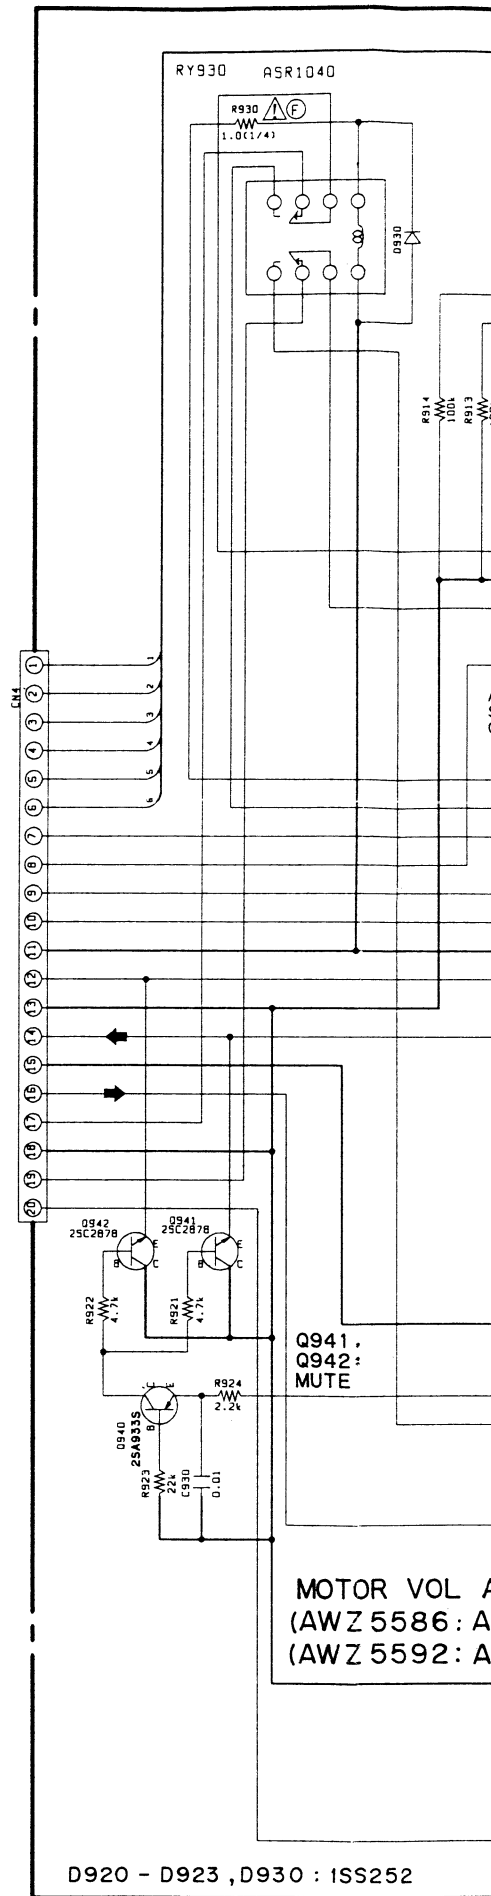 RY930 ASR1040
R930
F
1.0(1/4)
D930
R914
100k
R913
CN4
1
2
3
4
5
6
7
8
9
10
11
12
13
14
15
16
17
18
19
20
1
2
3
4
5
6
Q942
2SC2878
Q941
2SC2878
E
B
C
E
B
C
R922
4.7k
R921
4.7k
Q941,
Q942:
MUTE
R924
2.2k
C
E
B
Q940
2SA933S
R923
22k
C930
0.01
MOTOR VOL A
(AWZ5586: A
(AWZ5592: A
D920 - D923 , D930 : 1SS252